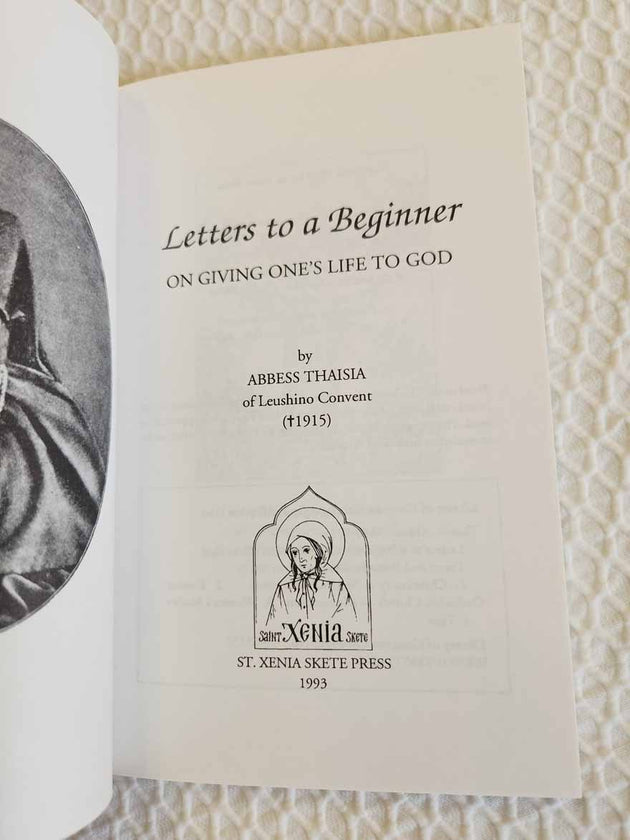 Letters to a Beginner
ON GIVING ONE'S LIFE TO GOD
by
ABBESS THAISIA
of Leushino Convent
(✝1915)
SAINT XENIA SKETE
ST. XENIA SKETE PRESS
1993